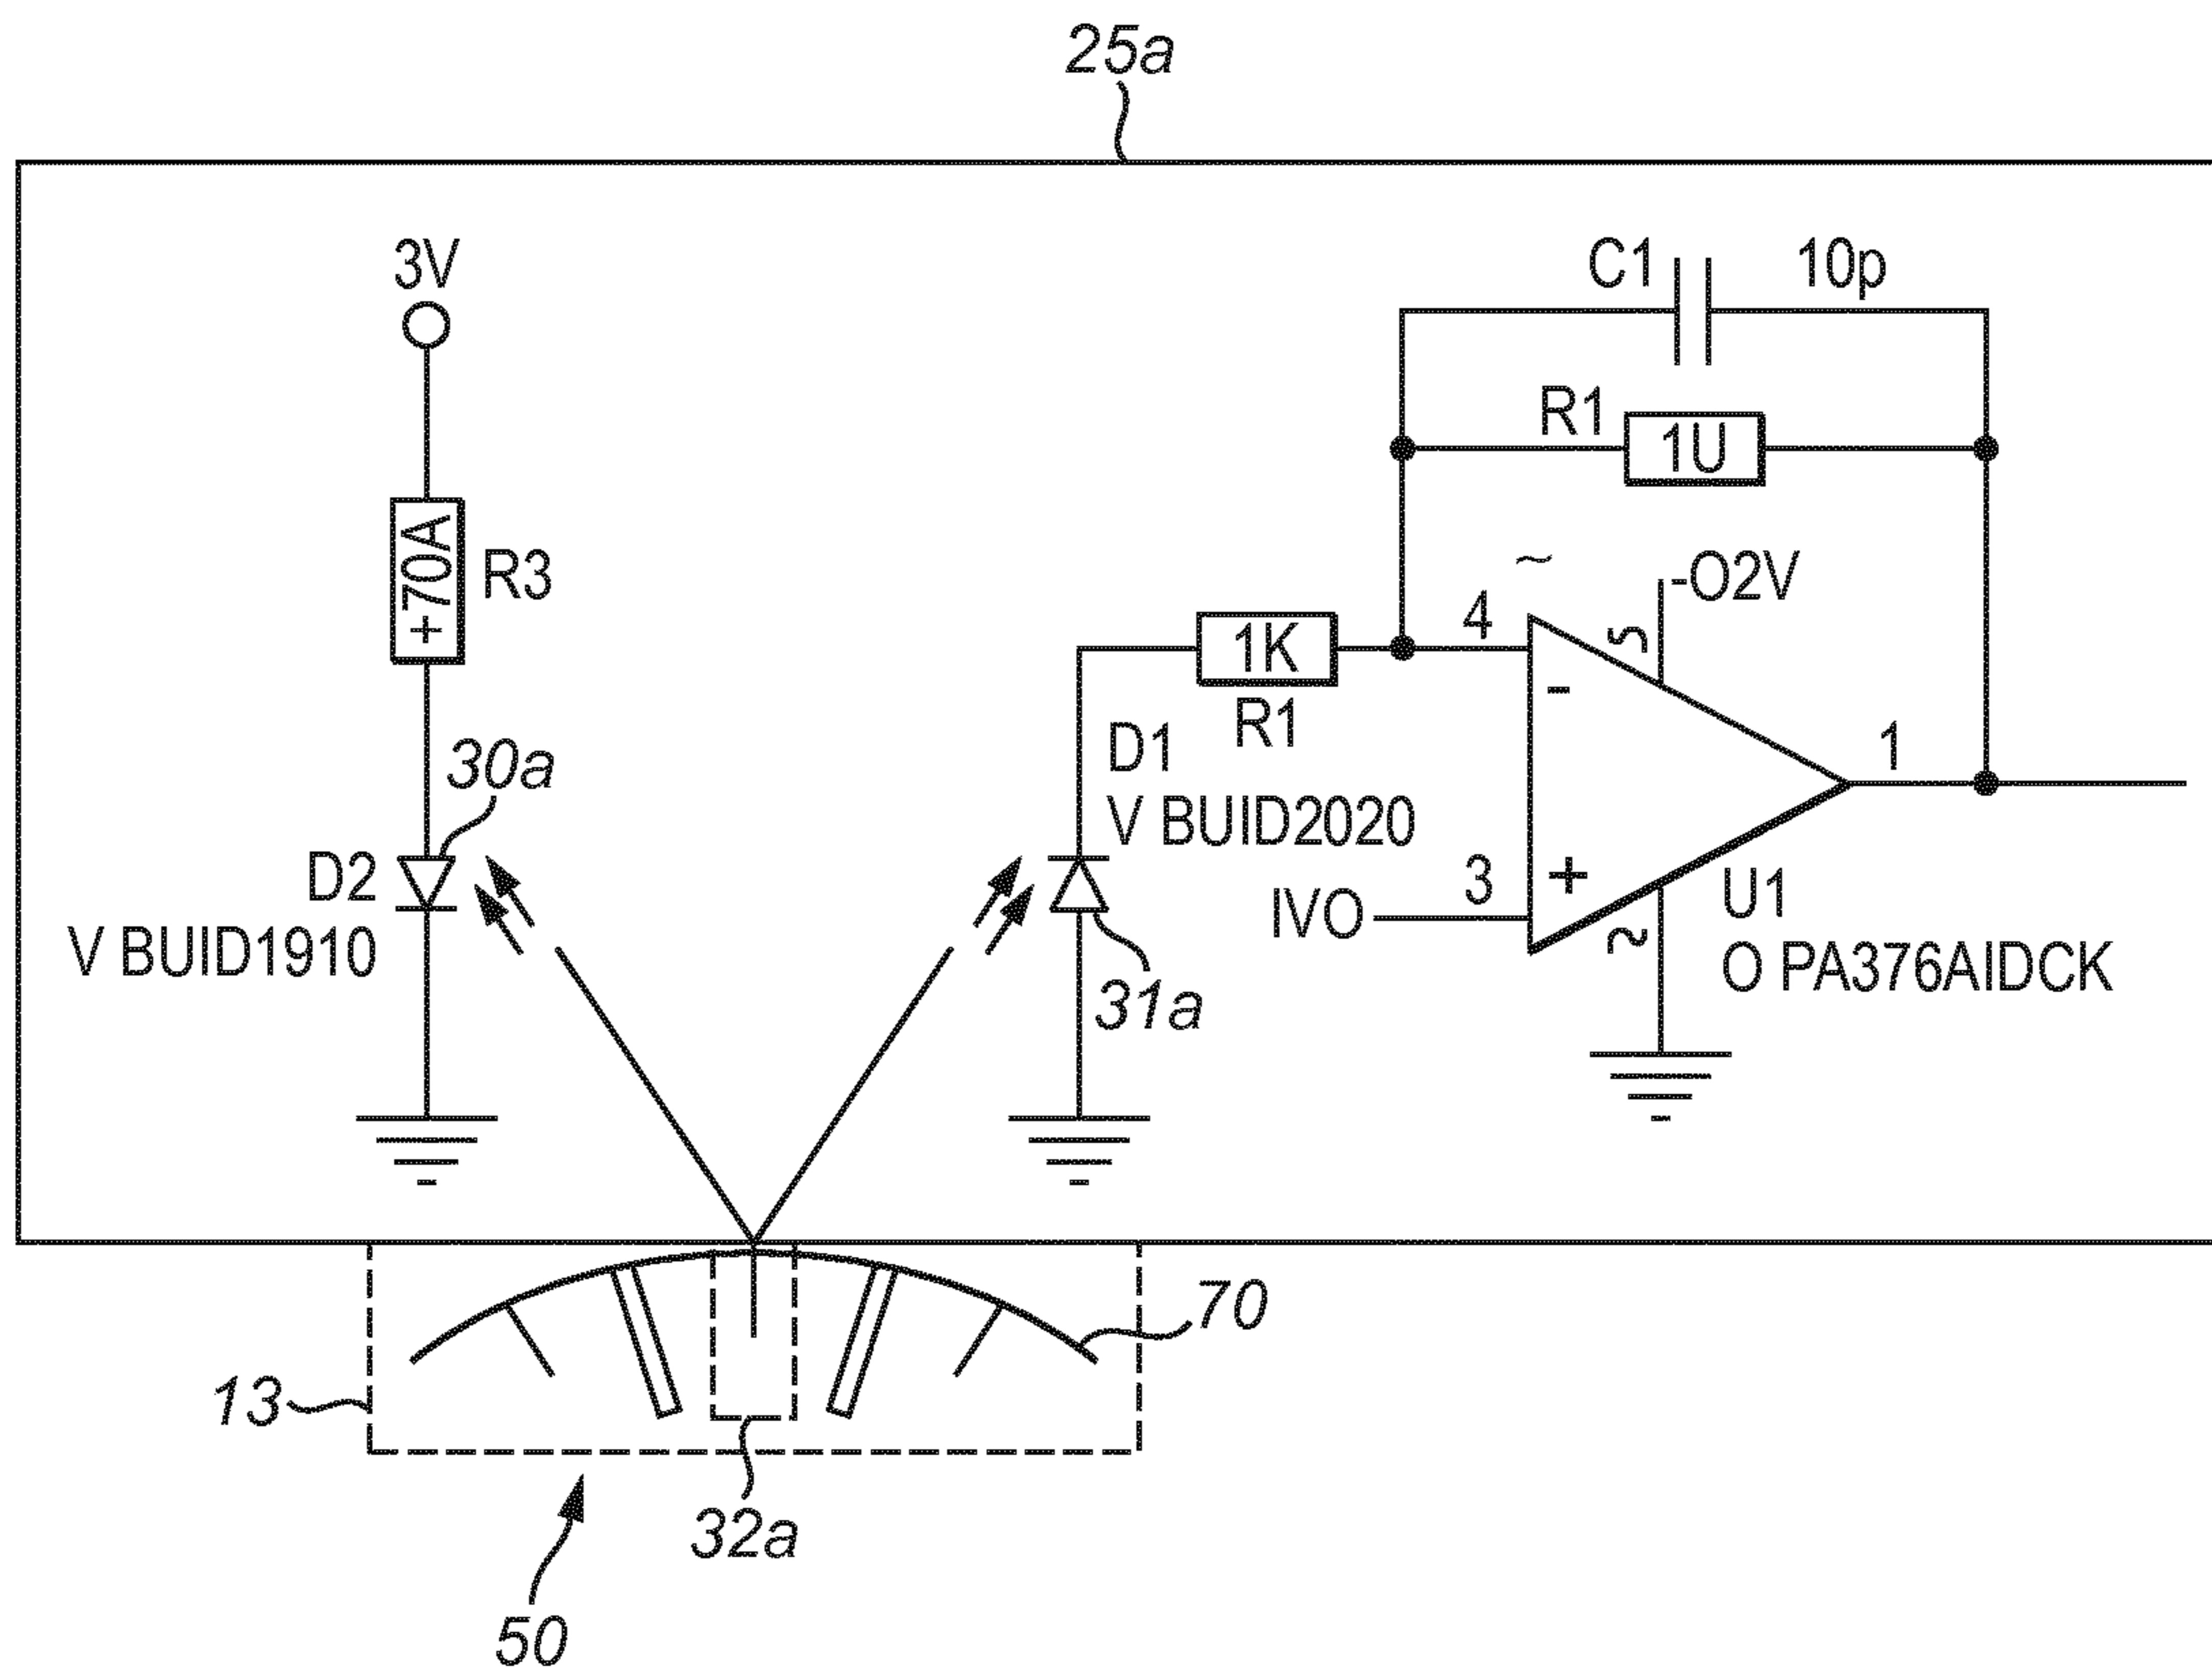 25a
3V
C1
10p
R1
1U
+70A
R3
~
-O2V
5
4
1K
-
R1
30a
D1
1
V BUID2020
D2
3
+
IVO
U1
V BUID1910
2
O PA376AIDCK
31a
70
13
32a
50